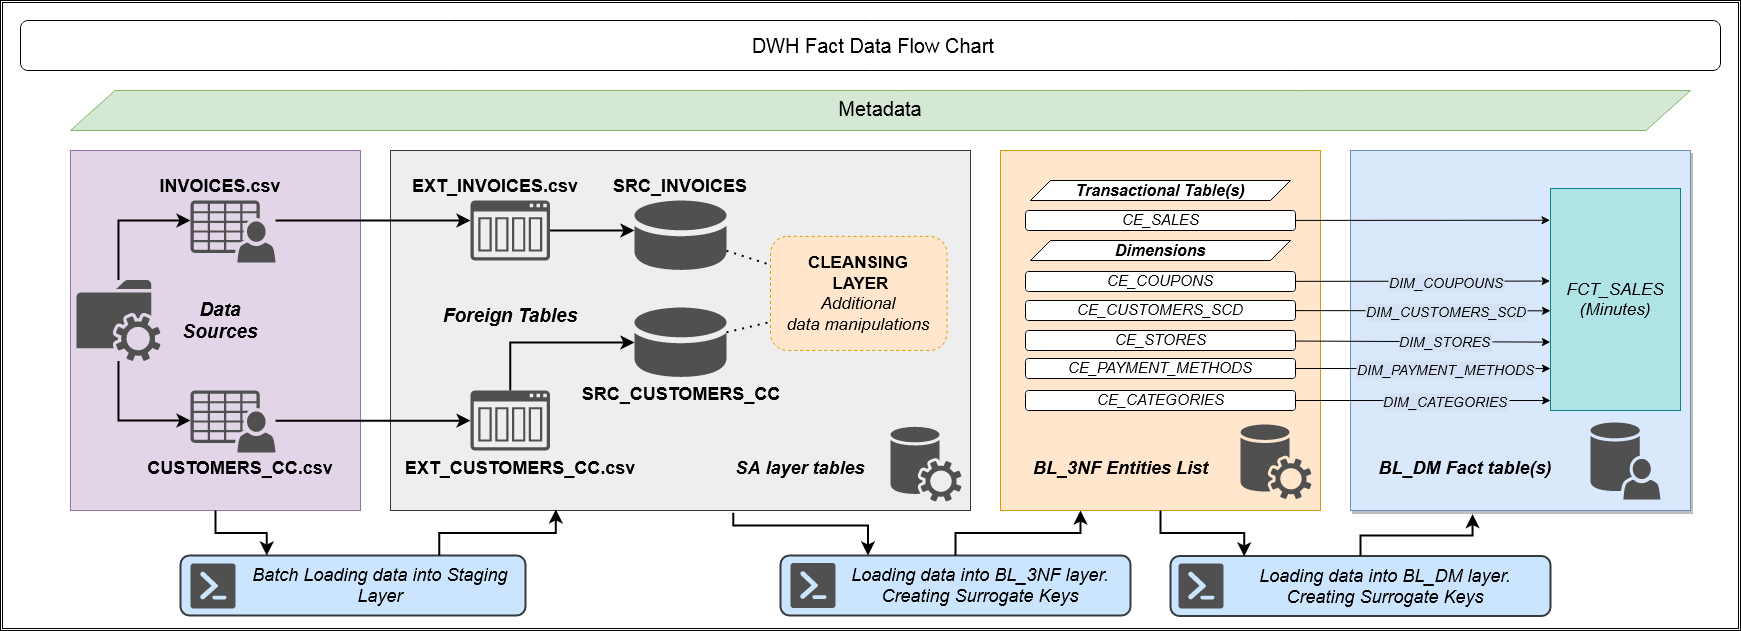 DWH Fact Data Flow Chart
Metadata
INVOICES.csv
Data
Sources
CUSTOMERS_CC.csv
EXT_INVOICES.csv
SRC_INVOICES
CLEANSING
LAYER
Additional
data manipulations
Foreign Tables
SRC_CUSTOMERS_CC
EXT_CUSTOMERS_CC.csv
SA layer tables
Transactional Table(s)
CE_SALES
Dimensions
CE_COUPONS
CE_CUSTOMERS_SCD
CE_STORES
CE_PAYMENT_METHODS
CE_CATEGORIES
BL_3NF Entities List
DIM_COUPOUNS
DIM_CUSTOMERS_SCD
DIM_STORES
DIM_PAYMENT_METHODS
DIM_CATEGORIES
FCT_SALES
(Minutes)
BL_DM Fact table(s)
Batch Loading data into Staging
Layer
Loading data into BL_3NF layer.
Creating Surrogate Keys
Loading data into BL_DM layer.
Creating Surrogate Keys